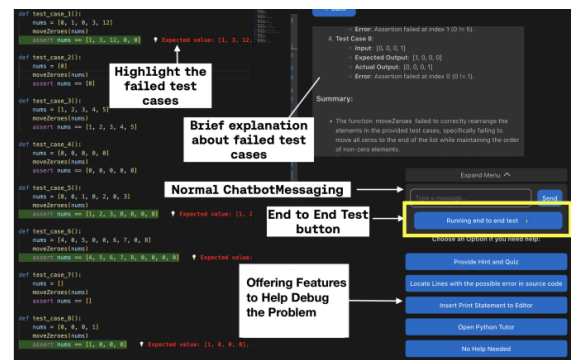 def test_case_1():
nums = [0, 1, 0, 3, 12]
moveZeroes(nums)
assert nums == [1, 3, 12, 0, 0] Expected value: [1, 3, 12,
def test_case_2():
nums = [0]
moveZeroes(nums)
assert nums == [0]
def test_case_3():
nums = [1, 2, 3, 4, 5]
moveZeroes(nums)
assert nums == [1, 2, 3, 4, 5]
def test_case_4():
nums = [0, 0, 0, 0, 0]
moveZeroes(nums)
assert nums == [0, 0, 0, 0, 0]
def test_case_5():
nums = [0, 0, 1, 0, 2, 0, 3]
moveZeroes(nums)
assert nums == [1, 2, 3, 0, 0, 0, 0] Expected value: [1, 2
def test_case_6():
nums = [4, 0, 5, 0, 0, 6, 7, 0, 8]
moveZeroes(nums)
assert nums == [4, 5, 6, 7, 8, 0, 0, 0, 0] Expected value:
def test_case_7():
nums = []
moveZeroes(nums)
assert nums == []
def test_case_8():
nums = [0, 0, 0, 1]
moveZeroes(nums)
assert nums == [1, 0, 0, 0] Expected value: [1, 0, 0, 0],
Highlight the
failed test
cases
Brief explanation
about failed test
cases
Normal ChatbotMessaging
End to End Test
button
Offering Features
to Help Debug
the Problem
Back
Error: Assertion failed at index 1 (0 != 5).
4. Test Case 8:
Input: [0, 0, 0, 1]
Expected Output: [1, 0, 0, 0]
Actual Output: [0, 0, 0, 1]
Error: Assertion failed at index 0 (0 != 1).
Summary:
The function moveZeroes failed to correctly rearrange the
elements in the provided test cases, specifically failing to
move all zeros to the end of the list while maintaining the order
of non-zero elements.
Expand Menu
Type a message...
Send
Running end to end test
Choose an Option if you need help:
Provide Hint and Quiz
Locate Lines with the possible error in source code
Insert Print Statement to Editor
Open Python Tutor
No Help Needed